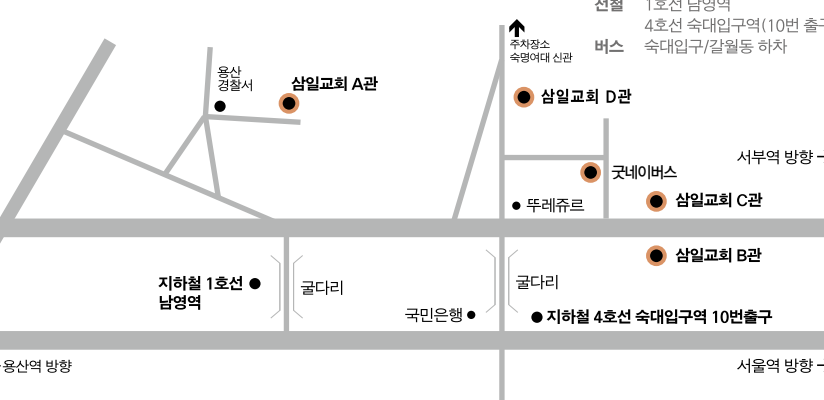 전철 1호선 남영역
4호선 숙대입구역(10번 출구
버스 숙대입구/갈월동 하차
주차장소
숙명여대 신관
용산
경찰서
삼일교회 A관
삼일교회 D관
서부역 방향
굿네이버스
삼일교회 C관
뚜레쥬르
삼일교회 B관
지하철 1호선
남영역
굴다리
굴다리
국민은행
지하철 4호선 숙대입구역 10번출구
용산역 방향
서울역 방향